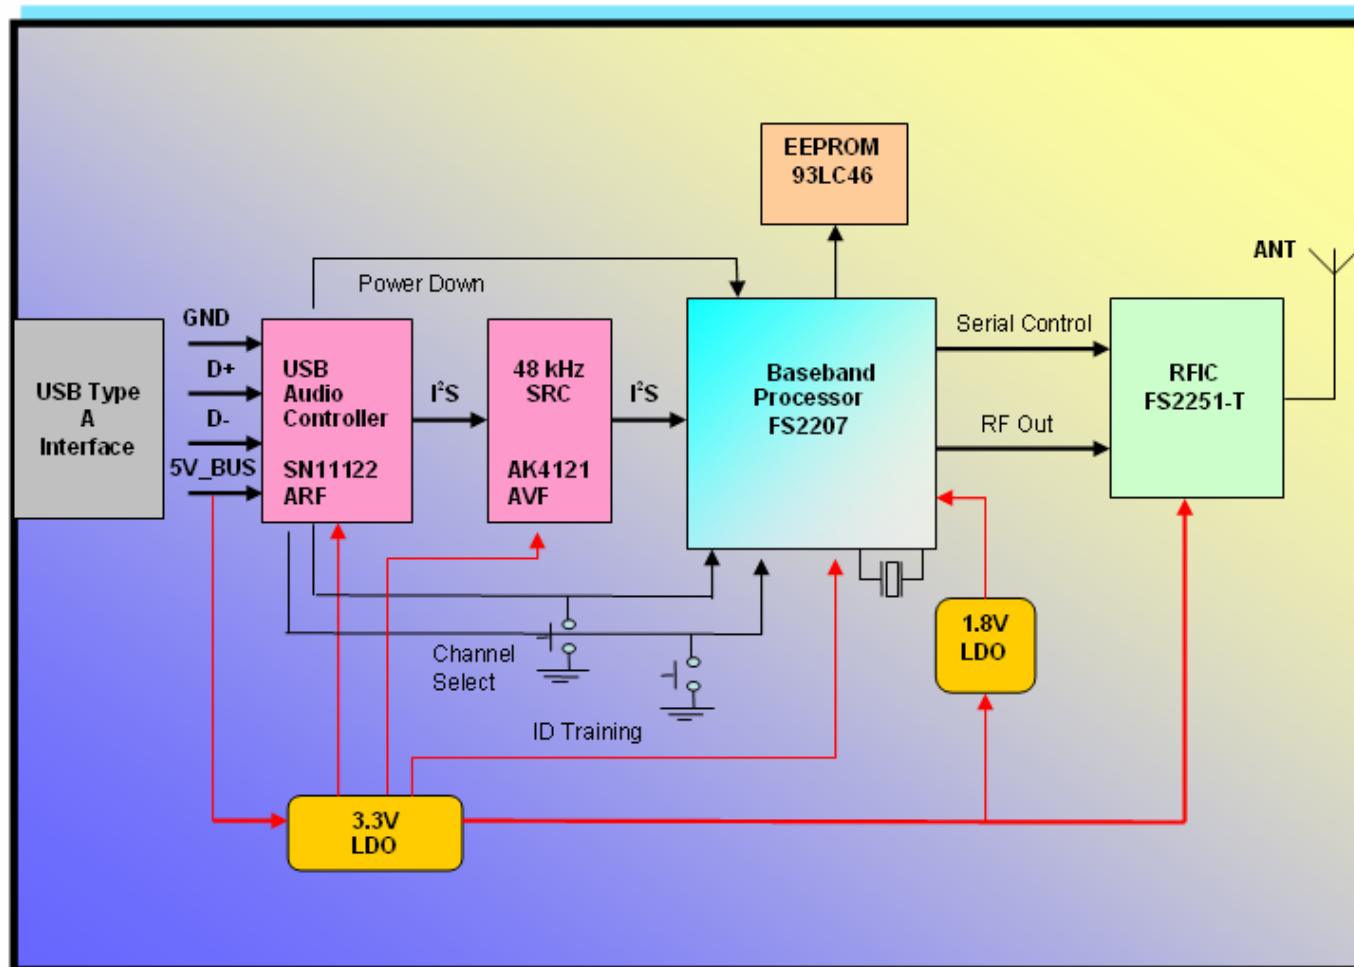 EEPROM
93LC46
ANT
Power Down
GND
D+
D-
5V_BUS
USB Type
A
Interface
USB
Audio
Controller
SN11122
ARF
I²S
48 kHz
SRC
AK4121
AVF
I²S
Baseband
Processor
FS2207
Serial Control
RF Out
RFIC
FS2251-T
1.8V
LDO
Channel
Select
ID Training
3.3V
LDO